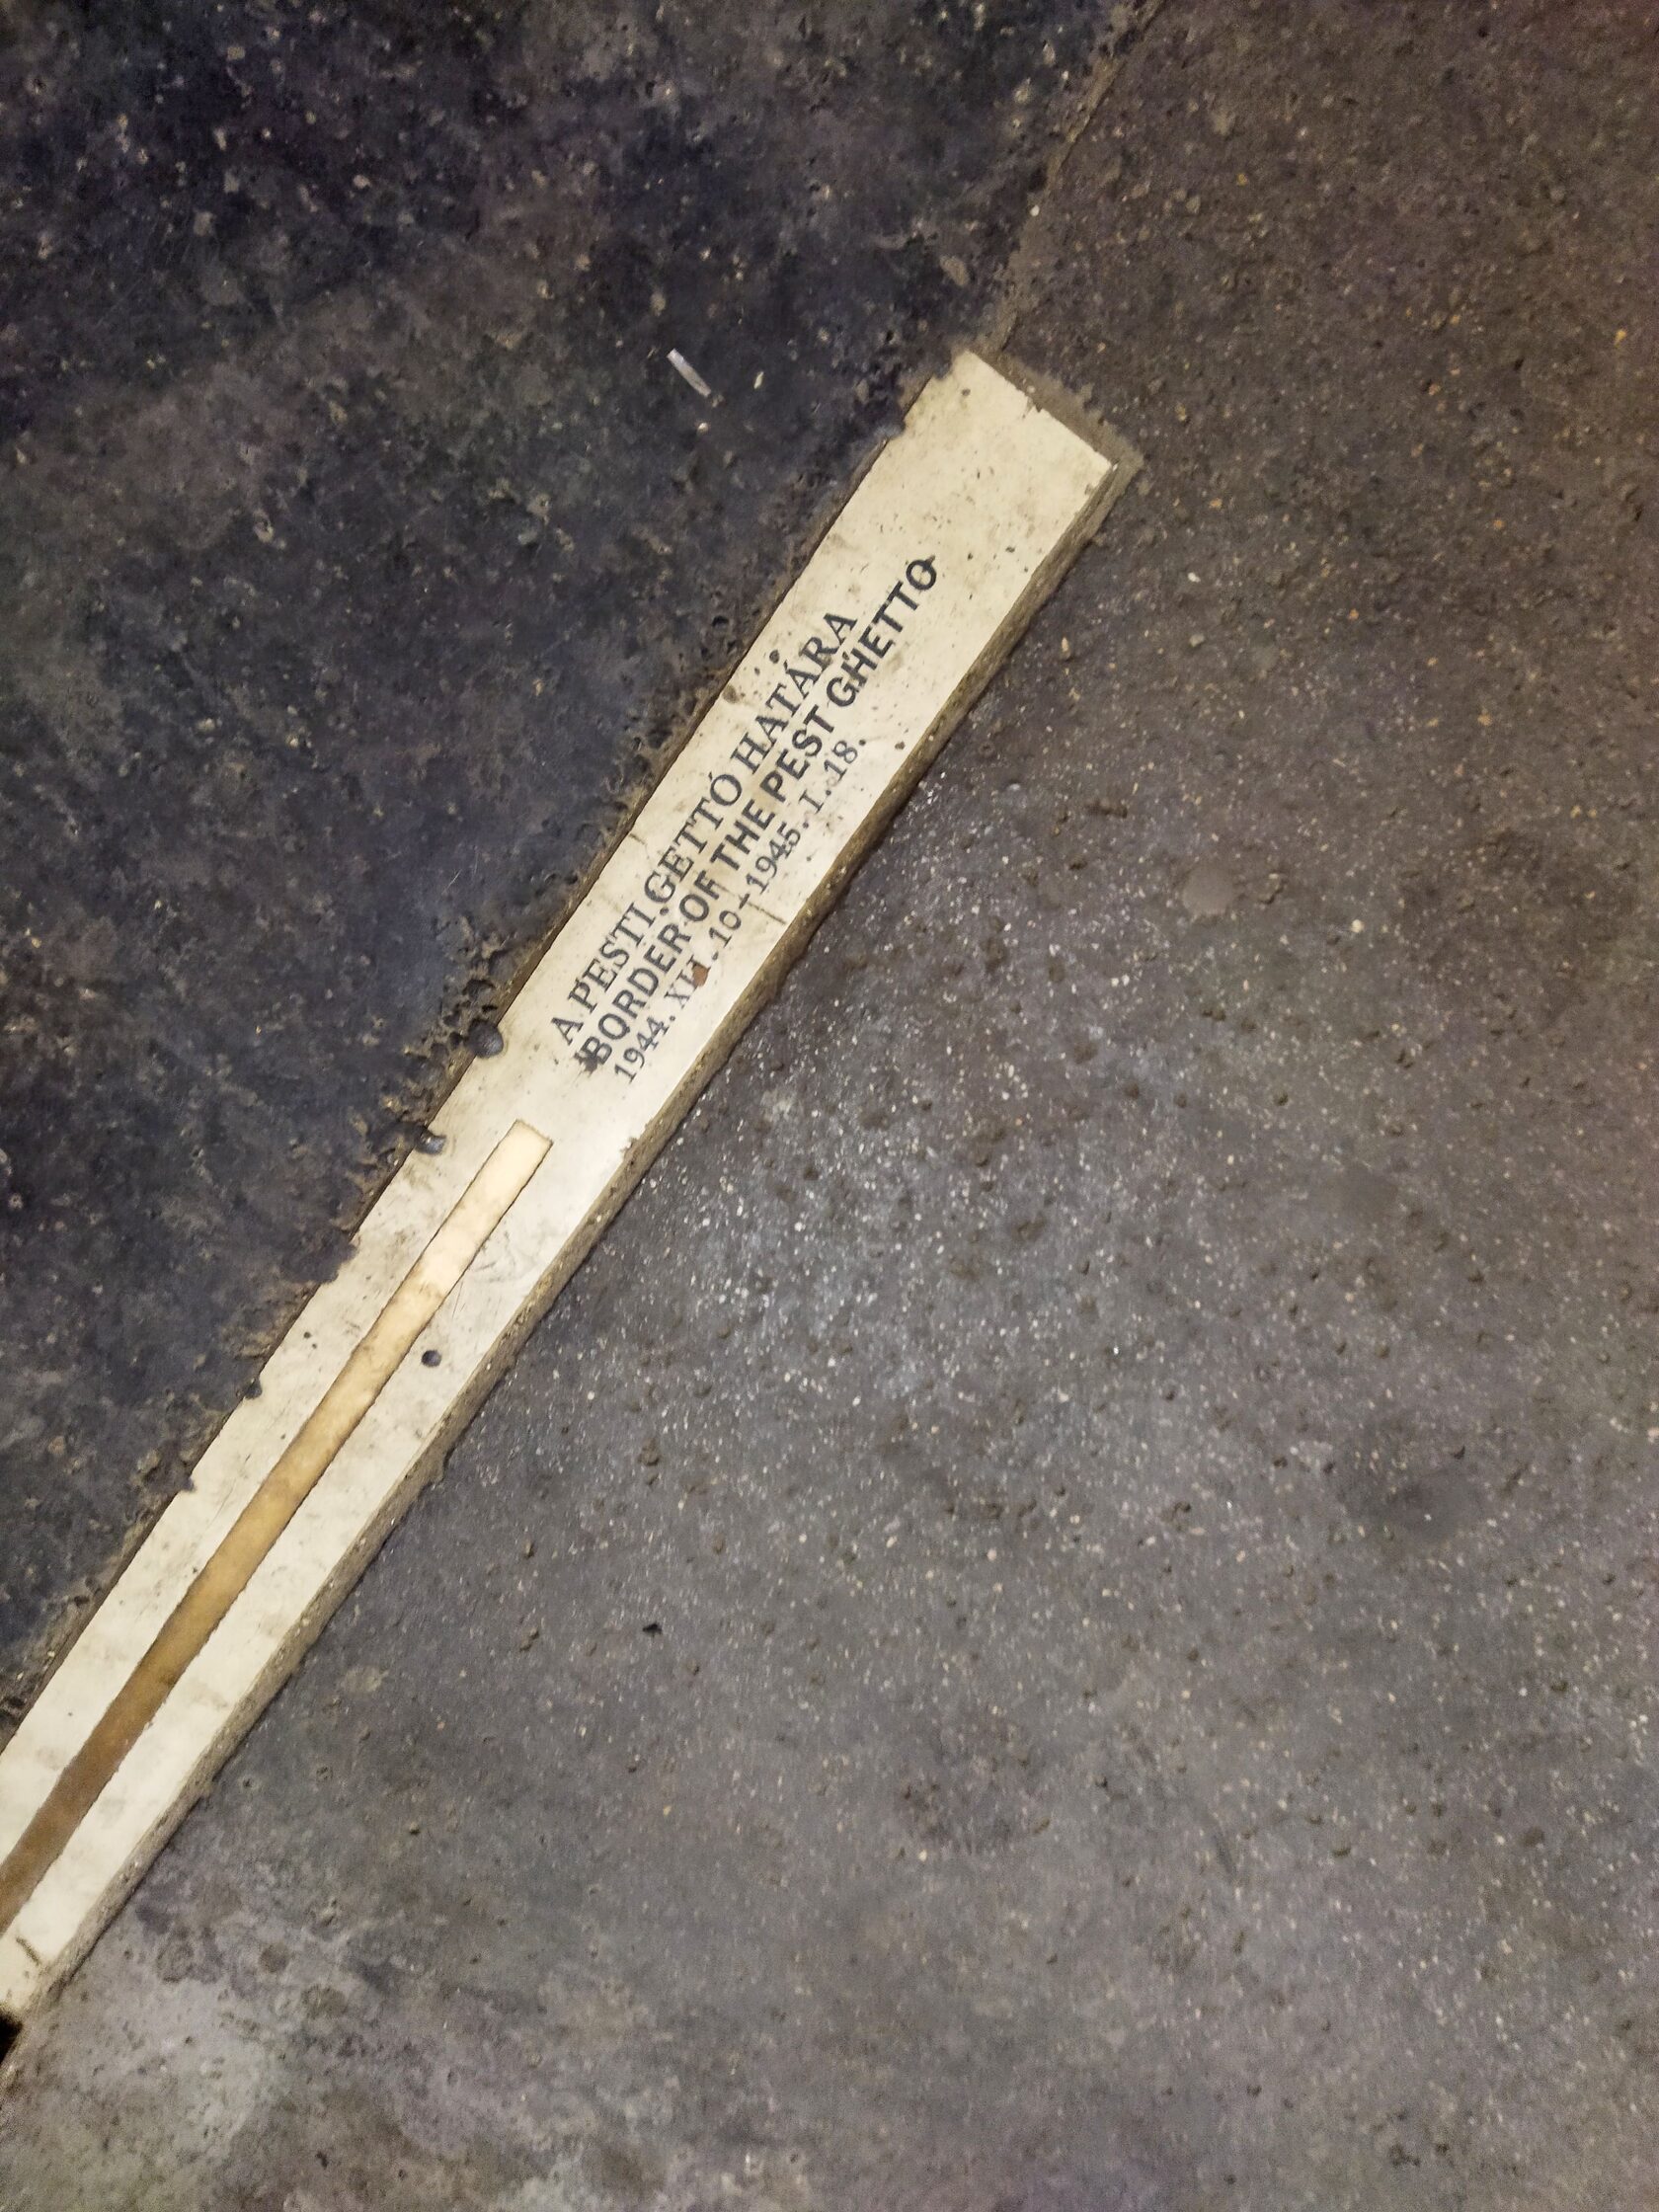 A PESTI GETTÓ HATÁRA
BORDER OF THE PEST GHETTO
1944. XII. 10-1945. I. 18.